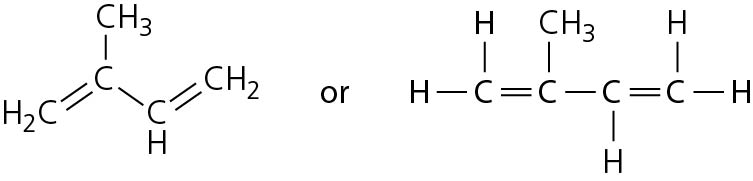 CH3
C
H2C
CH2
C
H
or
H CH3 H
H—C=C—C=C—H
H